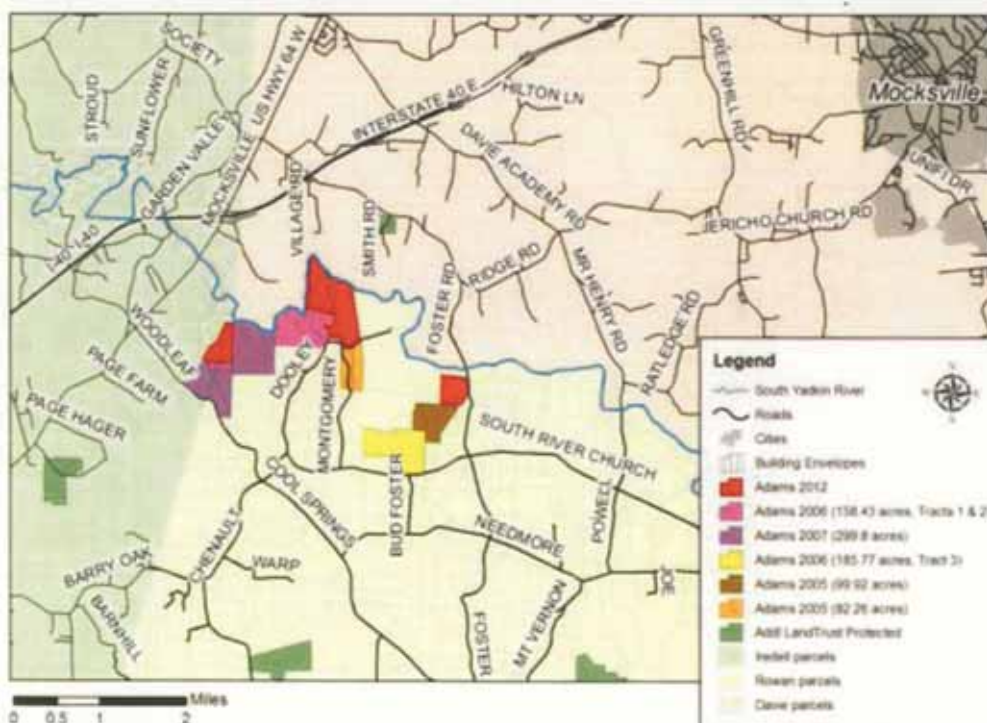 SOCIETY
STROUD
SUNFLOWER
GARDEN VALLEY
MOCKSVILLE US HWY 64 W
INTERSTATE 40 E
HILTON LN
GREENHILL RD
Mocksville
UNIFI DR
DAVIE ACADEMY RD
JERICHO CHURCH RD
I-40 I-40
VILLAGE RD
SMITH RD
RIDGE RD
FOSTER RD
MR HENRY RD
RATLEDGE RD
WOODLEAF
PAGE FARM
PAGE HAGER
DOOLEY
MONTGOMERY
COOL SPRINGS
SOUTH RIVER CHURCH
BUD FOSTER
NEEDMORE
POWELL
CHENAULT
WARP
BARRY OAK
BARNHILL
FOSTER
MT VERNON
JOE
Legend
South Yadkin River
Roads
Cities
Building Envelopes
Adams 2012
Adams 2006 (158.43 acres, Tracts 1 & 2
Adams 2007 (299.8 acres)
Adams 2006 (185.77 acres, Tract 3)
Adams 2005 (99.92 acres)
Adams 2005 (82.26 acres)
Addl LandTrust Protected
Iredell parcels
Rowan parcels
Davie parcels
N
Miles
0 0.5 1 2